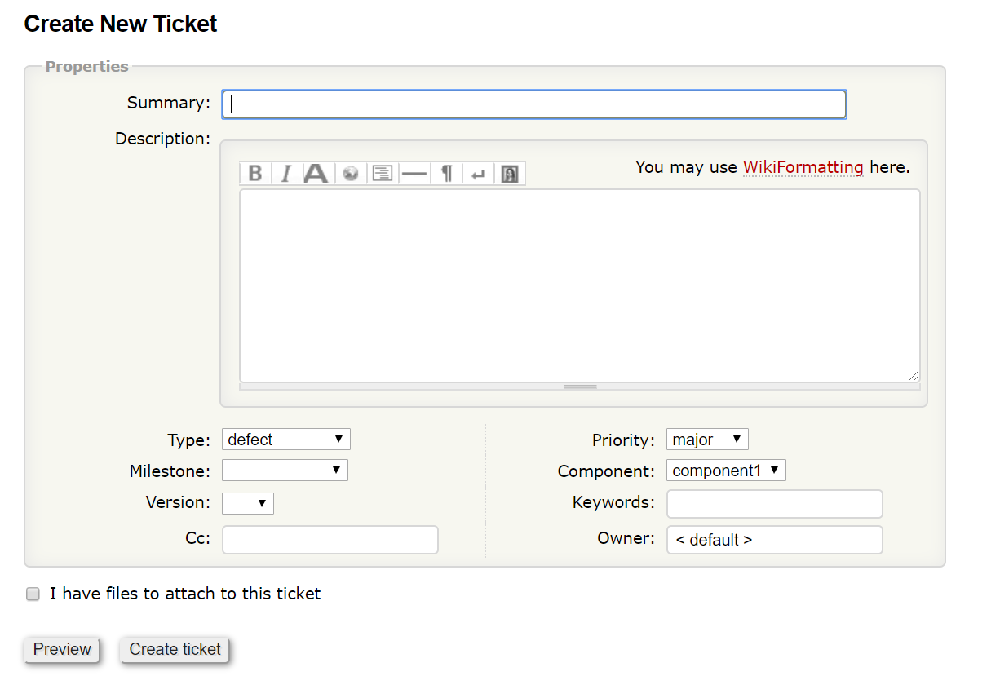 Create New Ticket
Properties
Summary:
Description:
B I A ¶ You may use WikiFormatting here.
Type: defect Priority: major
Milestone: Component: component1
Version: Keywords:
Cc: Owner: < default >
I have files to attach to this ticket
Preview Create ticket